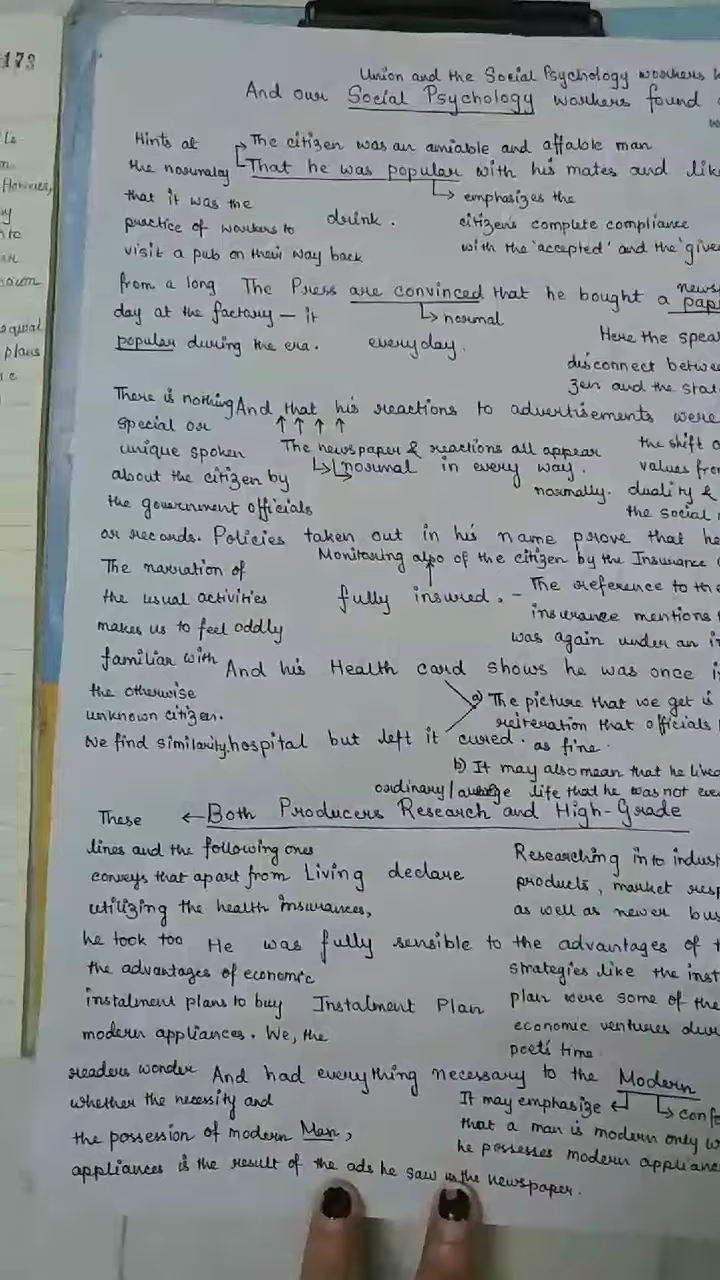 173
Union and the Social Psychology workers
And our Social Psychology workers found
Hints at The citizen was an amiable and affable man
the normalcy That he was popular with his mates and
that it was the emphasizes the
practice of workers to drink. citizen's complete compliance
visit a pub on their way back with the 'accepted' and the
from a long The Press are convinced that he bought a
day at the factory – it normal
popular during the era. everyday.
Here the
disconnect
zen and the
There is nothing And that his reactions to advertisements were
special or
unique spoken The newspaper & reactions all appear the shift
about the citizen by normal in every way. values
the government officials normally. duality &
the social
or records. Policies taken out in his name prove that he
Monitoring also of the citizen by the Insurance
The narration of
the usual activities fully insured. – The reference to
makes us to feel oddly insurance mentions
was again under an
familiar with And his Health card shows he was once
the otherwise a) The picture that we get is
unknown citizen. reiteration that officials
We find similarity, hospital but left it cured. as fine.
b) It may also mean that he
ordinary/average life that he was not
These ← Both Producers Research and High-Grade
lines and the following ones Researching into
conveys that apart from Living declare products, market
utilizing the health insurances, as well as newer
he took too He was fully sensible to the advantages of
the advantages of economic strategies like the
instalment plans to buy Instalment Plan plan were some of the
modern appliances. We, the economic ventures
poet's time.
readers wonder And had everything necessary to the Modern
whether the necessity and It may emphasize
the possession of modern Man, that a man is modern only
he possesses modern
appliances is the result of the ads he saw in the newspaper.